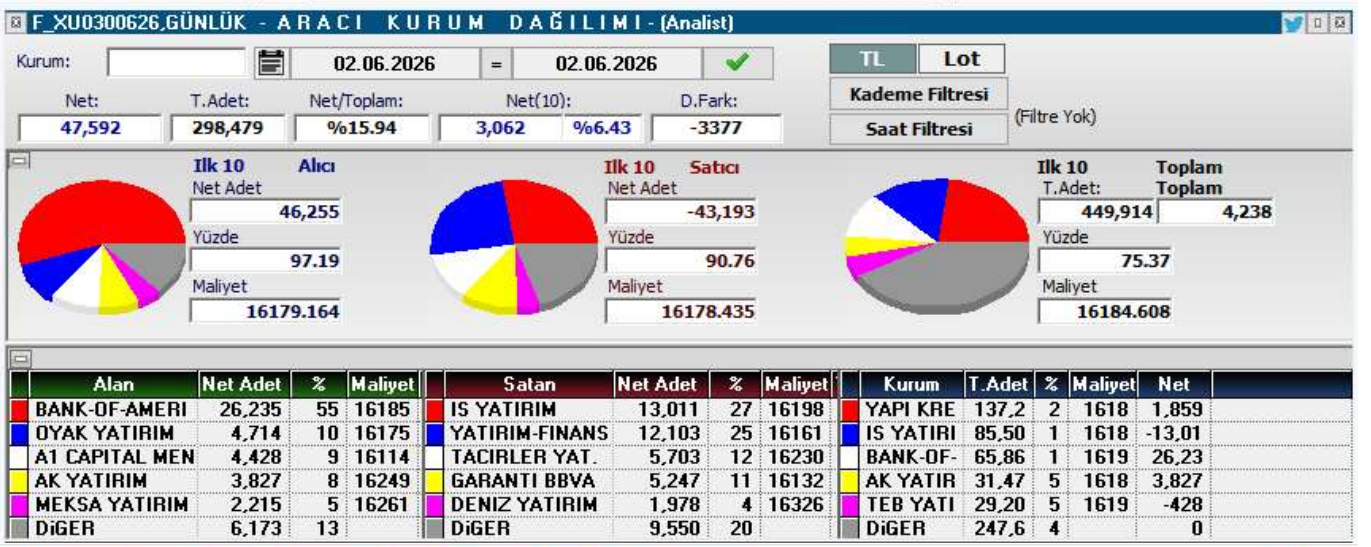 F_XU0300626,GÜNLÜK - ARACI KURUM DAĞILIMI - (Analist)
Kurum: 02.06.2026 = 02.06.2026 TL Lot
Kademe Filtresi
Net: T.Adet: Net/Toplam: Net(10): D.Fark:
47,592 298,479 %15.94 3,062 %6.43 -3377
Saat Filtresi (Filtre Yok)
Ilk 10 Alıcı Ilk 10 Satıcı Ilk 10 Toplam
Net Adet Net Adet T.Adet: Toplam
46,255 -43,193 449,914 4,238
Yüzde Yüzde Yüzde
97.19 90.76 75.37
Maliyet Maliyet Maliyet
16179.164 16178.435 16184.608
Alan Net Adet % Maliyet Satan Net Adet % Maliyet Kurum T.Adet % Maliyet Net
BANK-OF-AMERI 26,235 55 16185 IS YATIRIM 13,011 27 16198 YAPI KRE 137,2 2 1618 1,859
OYAK YATIRIM 4,714 10 16175 YATIRIM-FINANS 12,103 25 16161 IS YATIRI 85,50 1 1618 -13,01
A1 CAPITAL MEN 4,428 9 16114 TACIRLER YAT. 5,703 12 16230 BANK-OF- 65,86 1 1619 26,23
AK YATIRIM 3,827 8 16249 GARANTI BBVA 5,247 11 16132 AK YATIR 31,47 5 1618 3,827
MEKSA YATIRIM 2,215 5 16261 DENIZ YATIRIM 1,978 4 16326 TEB YATI 29,20 5 1619 -428
DiGER 6,173 13 DiGER 9,550 20 DiGER 247,6 4 0